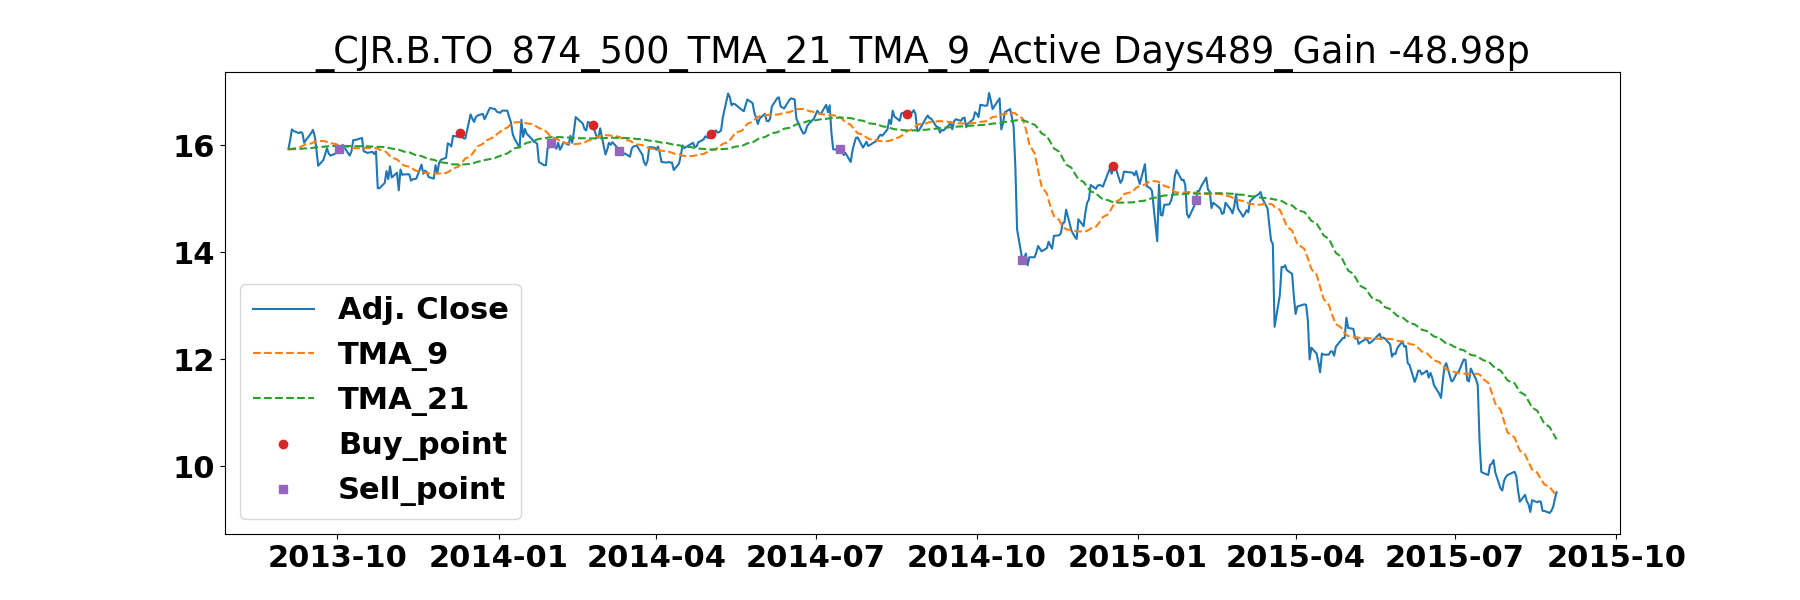 _CJR.B.TO_874_500_TMA_21_TMA_9_Active Days489_Gain -48.98p
16
14
12
10
Adj. Close
TMA_9
TMA_21
Buy_point
Sell_point
2013-10 2014-01 2014-04 2014-07 2014-10 2015-01 2015-04 2015-07 2015-10